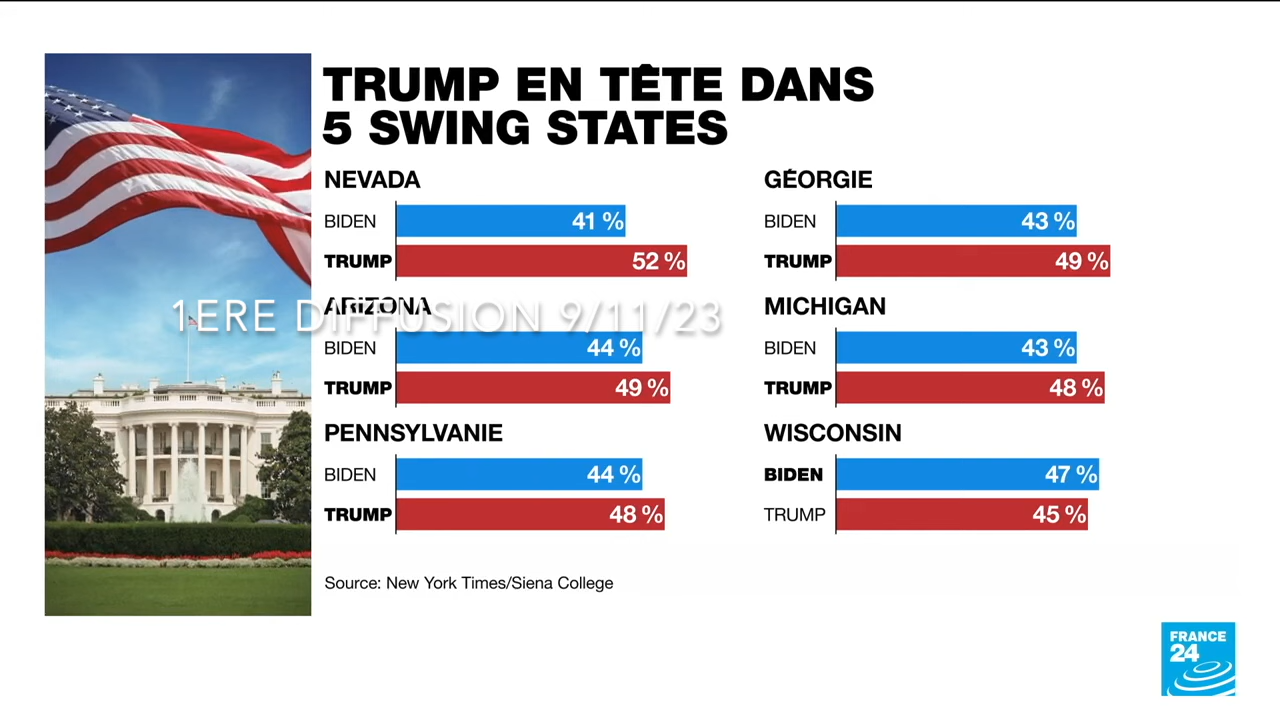 TRUMP EN TÊTE DANS
5 SWING STATES
NEVADA
BIDEN 41 %
TRUMP 52 %
GÉORGIE
BIDEN 43 %
TRUMP 49 %
1ERE DIFFUSION 9/11/23
ARIZONA
BIDEN 44 %
TRUMP 49 %
MICHIGAN
BIDEN 43 %
TRUMP 48 %
PENNSYLVANIE
BIDEN 44 %
TRUMP 48 %
WISCONSIN
BIDEN 47 %
TRUMP 45 %
Source: New York Times/Siena College
FRANCE
24